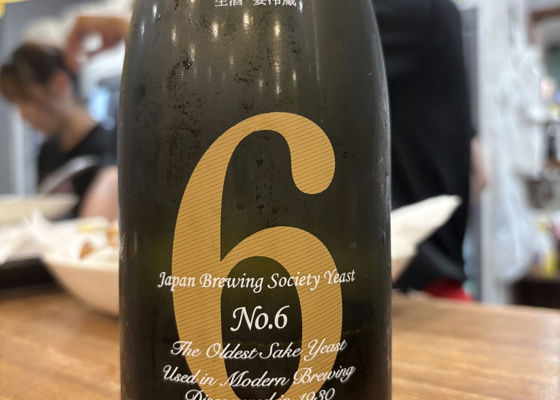 生酒 要冷蔵
6
Japan Brewing Society Yeast
No.6
The Oldest Sake Yeast
Used in Modern Brewing
Discovered in 1930